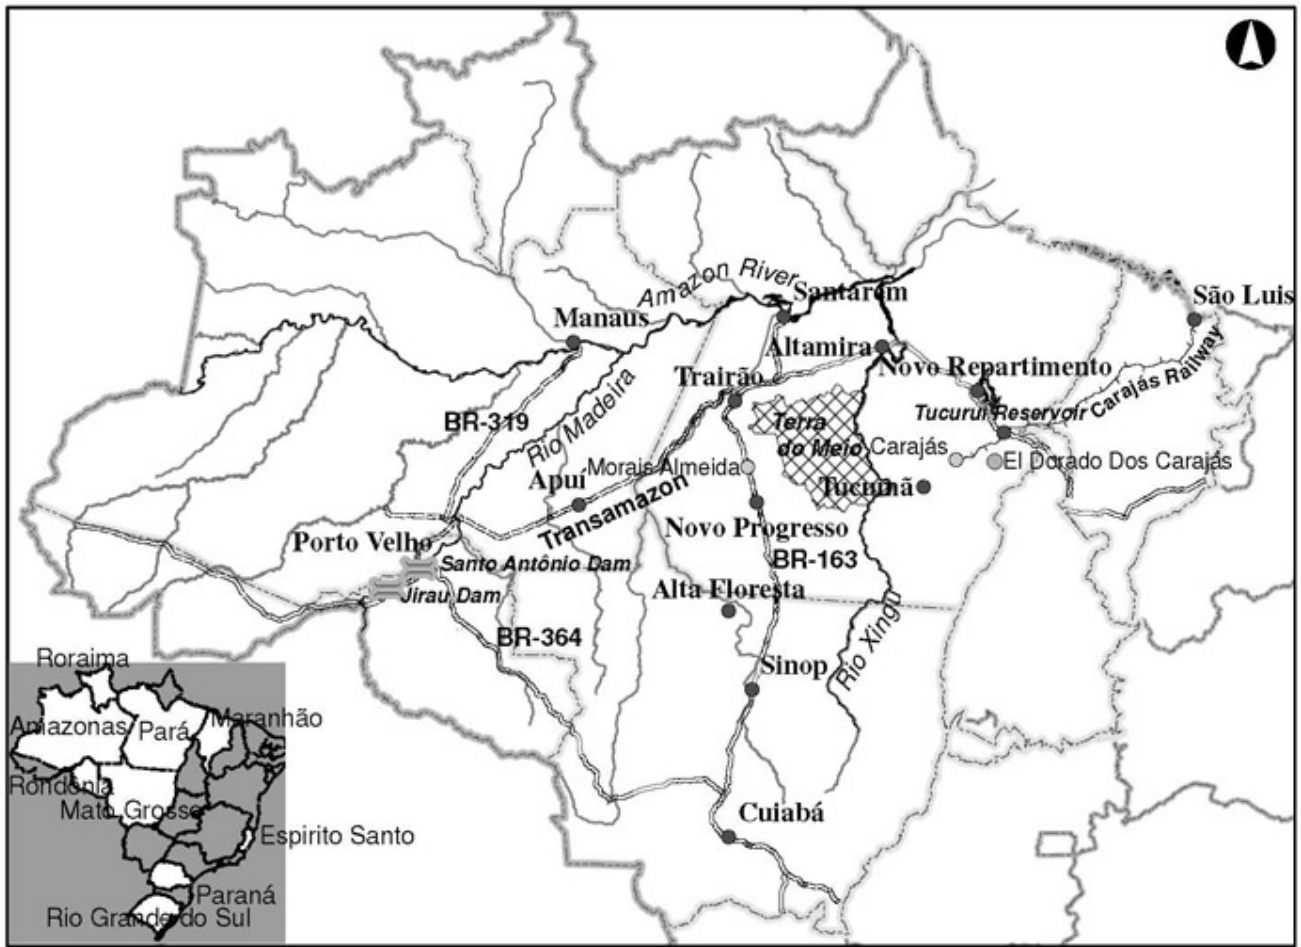 Amazon River
Santarém
São Luis
Manaus
Altamira
Novo Repartimento
Carajás Railway
Trairão
Tucuruí Reservoir
Rio Madeira
BR-319
Terra
do Meio
Carajás
El Dorado Dos Carajás
Morais Almeida
Apuí
Transamazon
Tucumã
Novo Progresso
Porto Velho
Santo Antônio Dam
Jirau Dam
BR-163
Alta Floresta
Rio Xingu
BR-364
Sinop
Cuiabá
Roraima
Amazonas
Pará
Maranhão
Rondônia
Mato Grosso
Espirito Santo
Paraná
Rio Grande do Sul